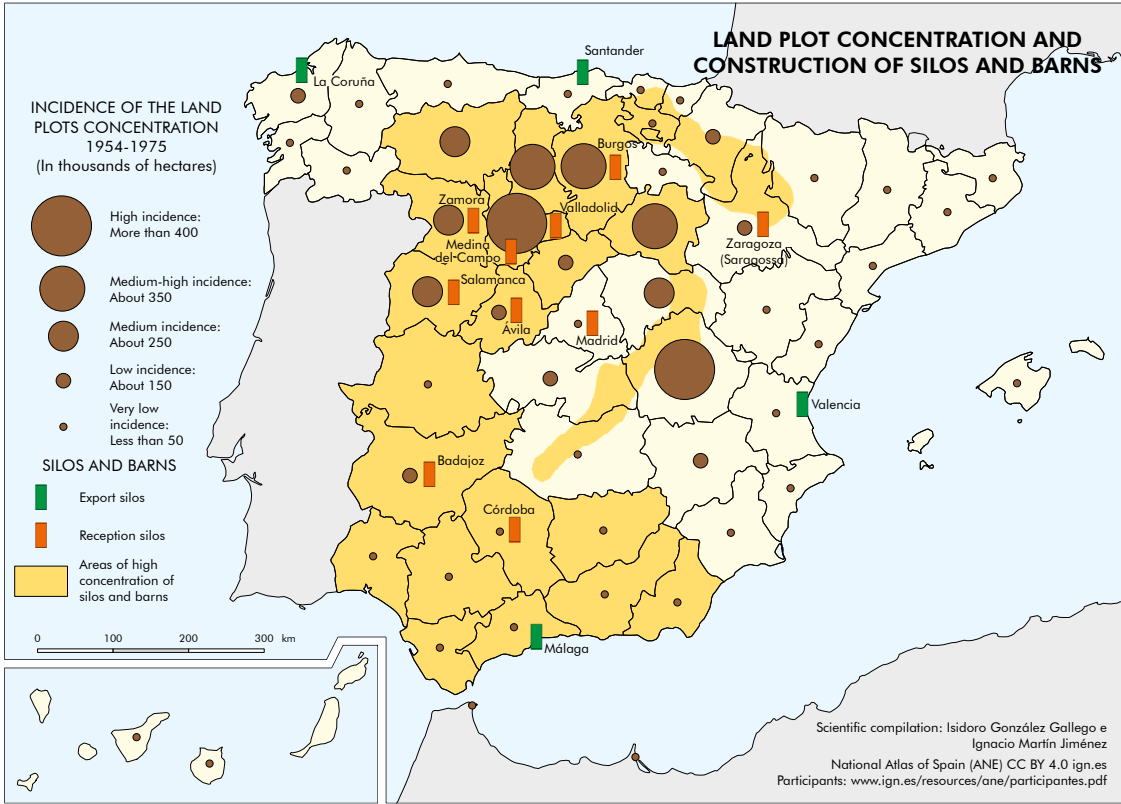 LAND PLOT CONCENTRATION AND
CONSTRUCTION OF SILOS AND BARNS
INCIDENCE OF THE LAND
PLOTS CONCENTRATION
1954-1975
(In thousands of hectares)
High incidence:
More than 400
Medium-high incidence:
About 350
Medium incidence:
About 250
Low incidence:
About 150
Very low
incidence:
Less than 50
SILOS AND BARNS
Export silos
Reception silos
Areas of high
concentration of
silos and barns
0 100 200 300 km
La Coruña
Santander
Burgos
Zamora
Valladolid
Medina
del Campo
Zaragoza
(Saragossa)
Salamanca
Ávila
Madrid
Valencia
Badajoz
Córdoba
Málaga
Scientific compilation: Isidoro González Gallego e
Ignacio Martín Jiménez
National Atlas of Spain (ANE) CC BY 4.0 ign.es
Participants: www.ign.es/resources/ane/participantes.pdf